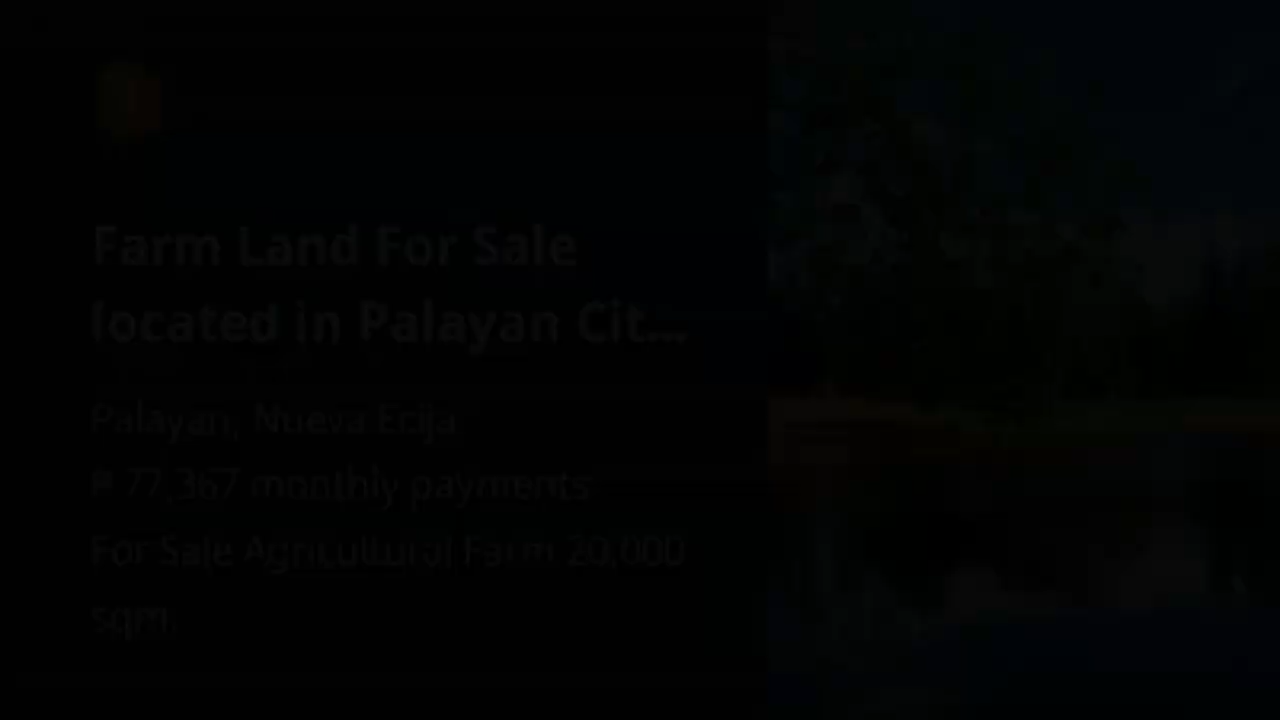 Farm Land For Sale
located in Palayan Cit...
Palayan, Nueva Ecija
₱ 77,367 monthly payments
For Sale Agricultural Farm 20,000
sqm.